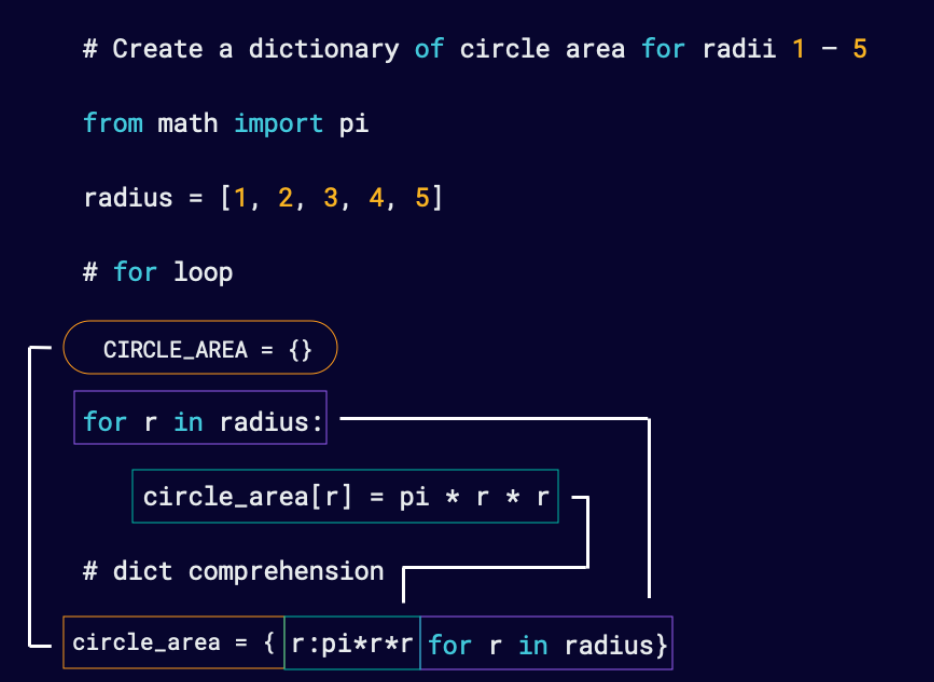 # Create a dictionary of circle area for radii 1 – 5
from math import pi
radius = [1, 2, 3, 4, 5]
# for loop
CIRCLE_AREA = {}
for r in radius:
circle_area[r] = pi * r * r
# dict comprehension
circle_area = { r:pi*r*r for r in radius}